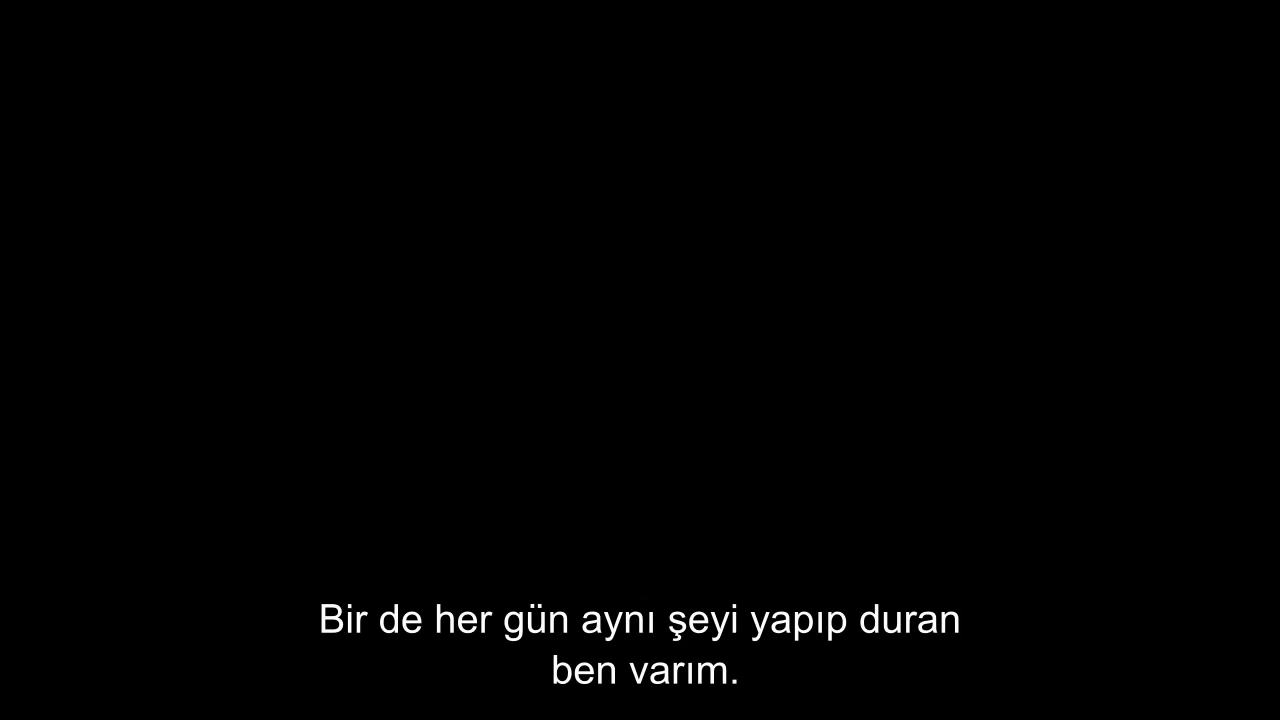 Bir de her gün aynı şeyi yapıp duran
ben varım.